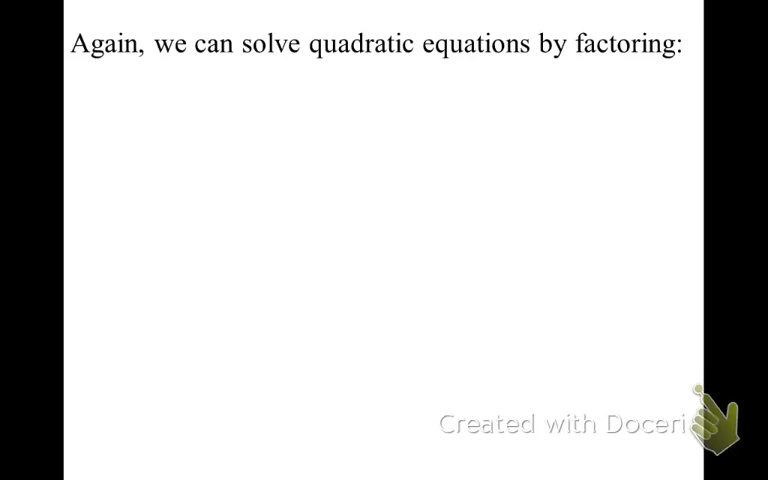 Again, we can solve quadratic equations by factoring:
Created with Doceri